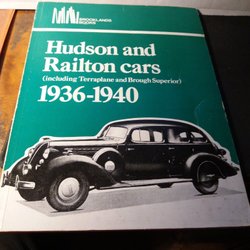 BROOKLANDS
BOOKS
Hudson and
Railton cars
(including Terraplane and Brough Superior)
1936-1940